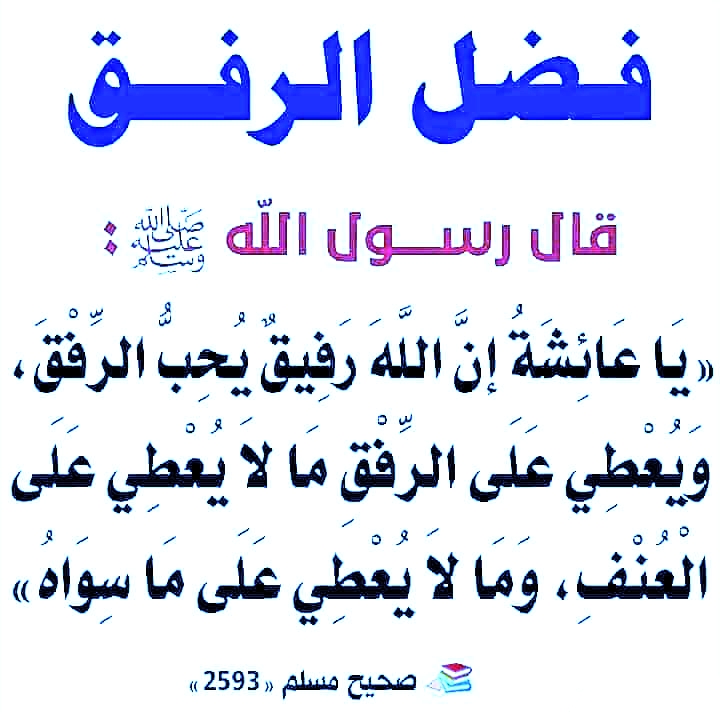 فضل الرفق
قال رسول الله ﷺ :
«يَا عَائِشَةُ إِنَّ اللَّهَ رَفِيقٌ يُحِبُّ الرِّفْقَ،
وَيُعْطِي عَلَى الرِّفْقِ مَا لَا يُعْطِي عَلَى
الْعُنْفِ، وَمَا لَا يُعْطِي عَلَى مَا سِوَاهُ»
صحيح مسلم «2593»